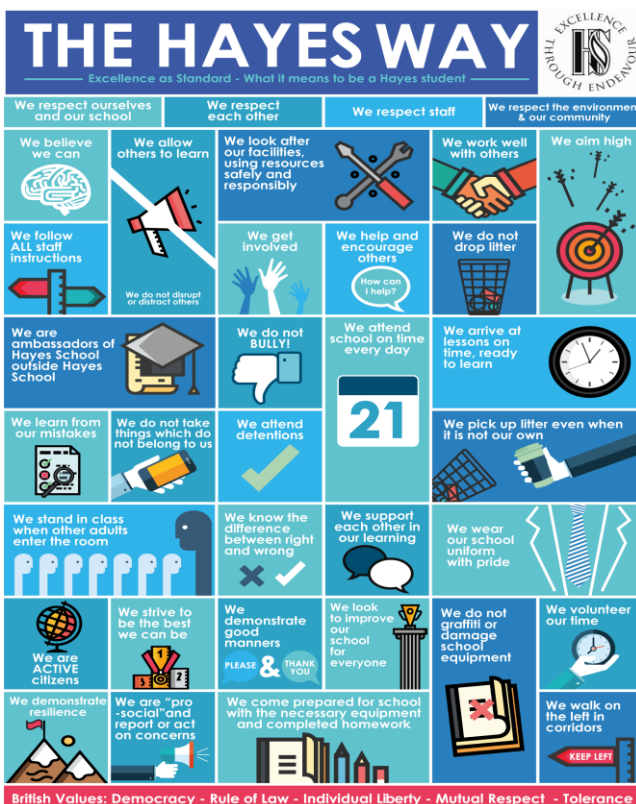 THE HAYES WAY
Excellence as Standard - What it means to be a Hayes student
EXCELLENCE
THROUGH ENDEAVOUR
HS
We respect ourselves
and our school
We respect
each other
We respect staff
We respect the environmen
& our community
We believe
we can
We allow
others to learn
We do not disrupt
or distract others
We look after
our facilities,
using resources
safely and
responsibly
We work well
with others
We aim high
We follow
ALL staff
instructions
We get
involved
We help and
encourage
others
How can
I help?
We do not
drop litter
We are
ambassadors of
Hayes School
outside Hayes
School
We do not
BULLY!
We attend
school on time
every day
21
We arrive at
lessons on
time, ready
to learn
We learn from
our mistakes
We do not take
things which do
not belong to us
We attend
detentions
We pick up litter even when
it is not our own
We stand in class
when other adults
enter the room
We know the
difference
between right
and wrong
We support
each other in
our learning
We wear
our school
uniform
with pride
We are
ACTIVE
citizens
We strive to
be the best
we can be
1
2
3
We
demonstrate
good
manners
PLEASE & THANK
YOU
We look
to improve
our
school
for
everyone
We do not
graffiti or
damage
school
equipment
We volunteer
our time
We demonstrate
resilience
We are "pro
-social"and
report or act
on concerns
We come prepared for school
with the necessary equipment
and completed homework
We walk on
the left in
corridors
KEEP LEFT
British Values: Democracy - Rule of Law - Individual Liberty - Mutual Respect - Tolerance